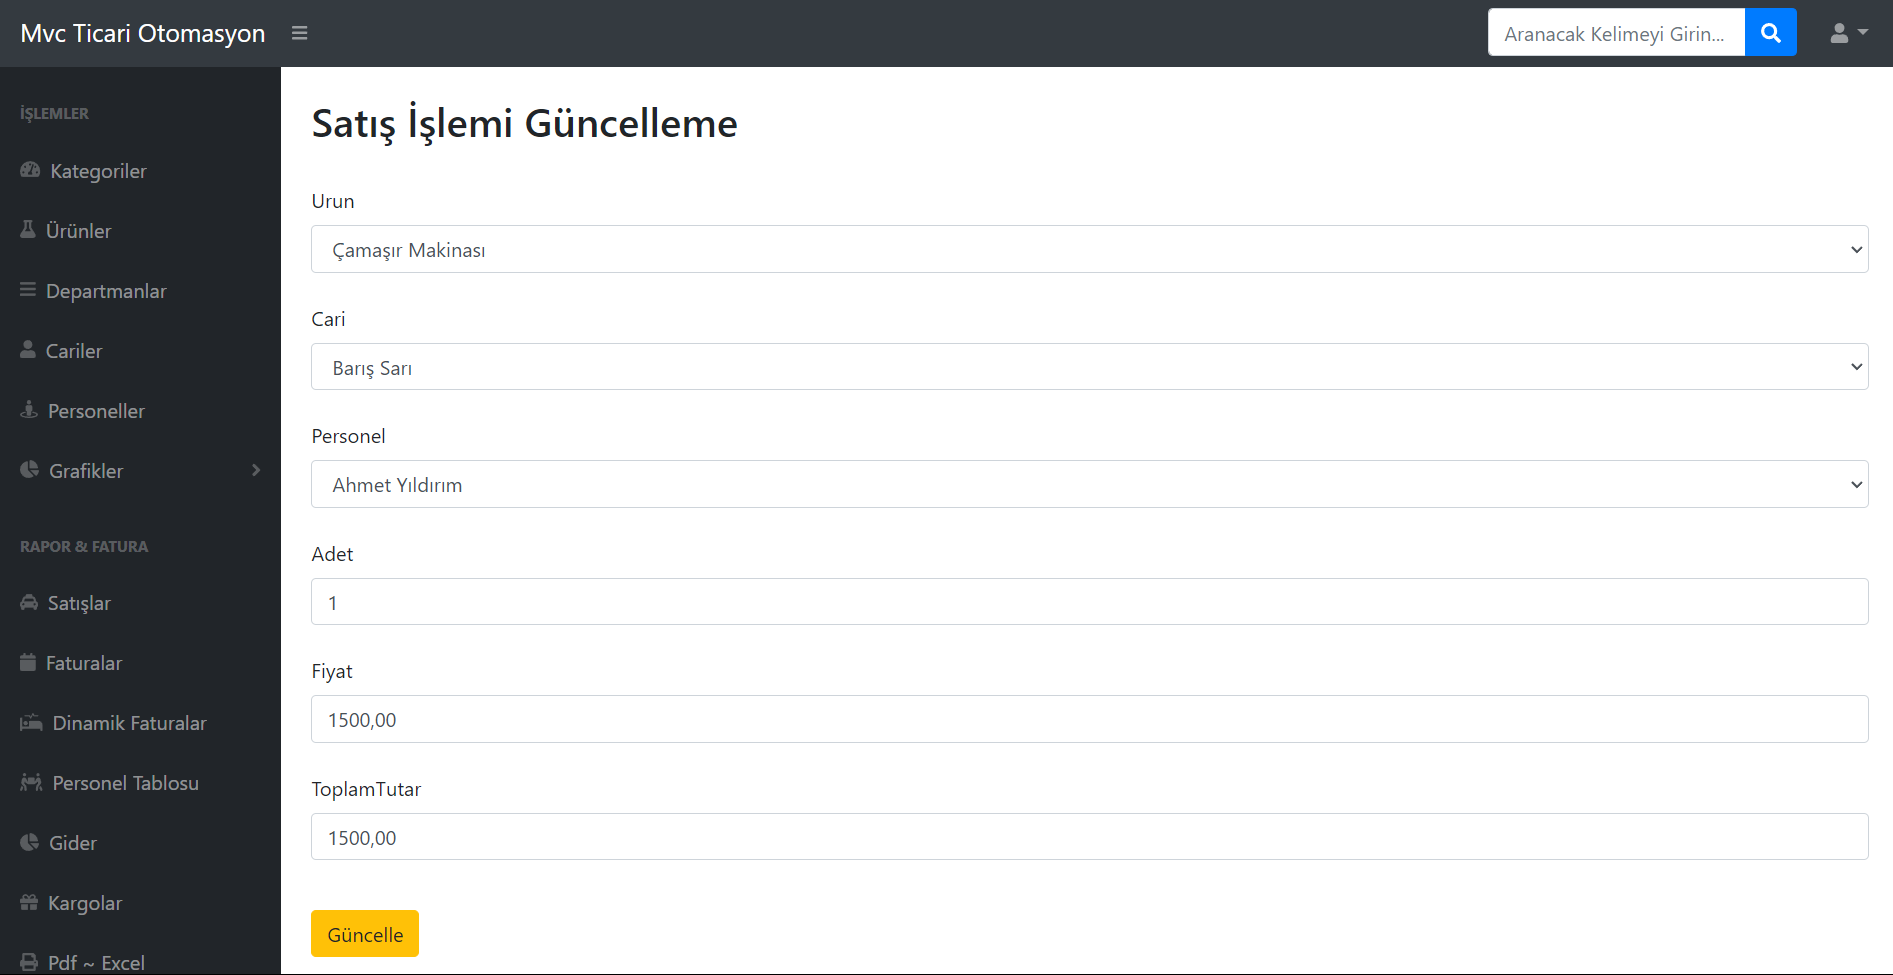 Mvc Ticari Otomasyon
Aranacak Kelimeyi Girin...
İŞLEMLER
Kategoriler
Ürünler
Departmanlar
Cariler
Personeller
Grafikler
RAPOR & FATURA
Satışlar
Faturalar
Dinamik Faturalar
Personel Tablosu
Gider
Kargolar
Pdf ~ Excel
Satış İşlemi Güncelleme
Urun
Çamaşır Makinası
Cari
Barış Sarı
Personel
Ahmet Yıldırım
Adet
1
Fiyat
1500,00
ToplamTutar
1500,00
Güncelle